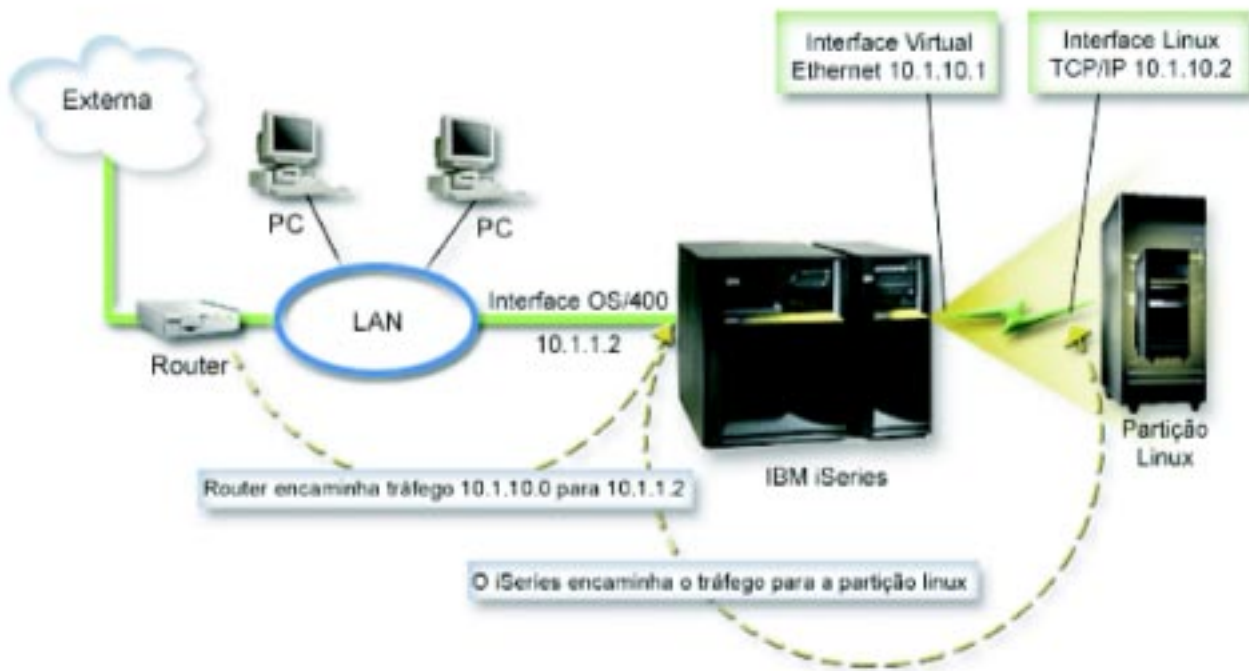 Interface Virtual
Ethernet 10.1.10.1
Interface Linux
TCP/IP 10.1.10.2
Externa
PC
PC
Interface OS/400
LAN
10.1.1.2
Router
Partição
Linux
IBM iSeries
Router encaminha tráfego 10.1.10.0 para 10.1.1.2
O iSeries encaminha o tráfego para a partição linux